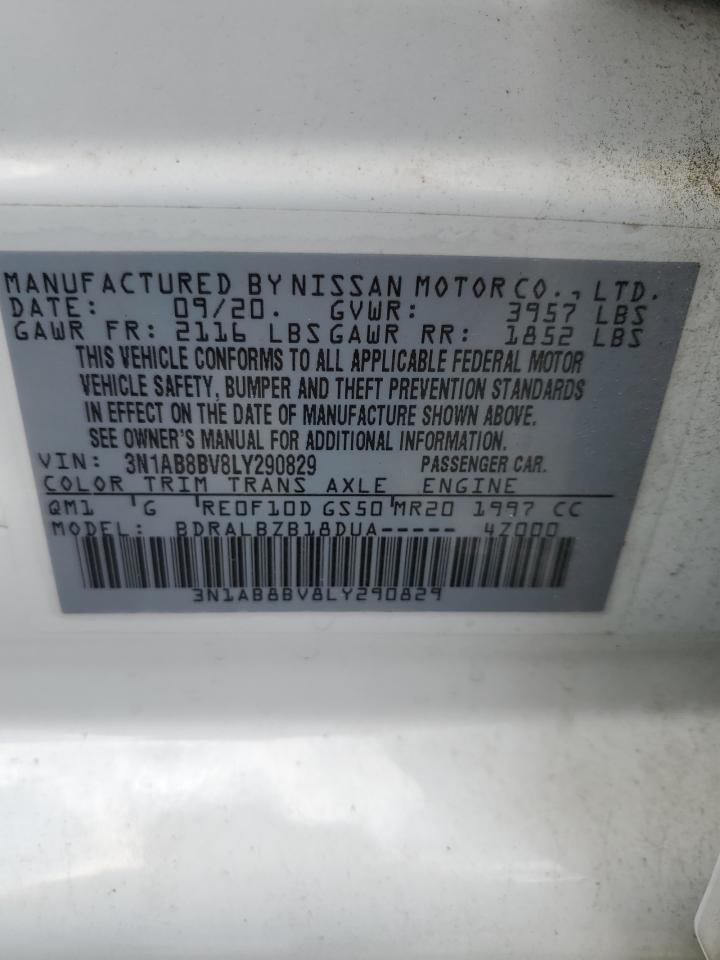 MANUFACTURED BY NISSAN MOTOR CO., LTD.
DATE: 09/20. GVWR: 3957 LBS
GAWR FR: 2116 LBS GAWR RR: 1852 LBS
THIS VEHICLE CONFORMS TO ALL APPLICABLE FEDERAL MOTOR
VEHICLE SAFETY, BUMPER AND THEFT PREVENTION STANDARDS
IN EFFECT ON THE DATE OF MANUFACTURE SHOWN ABOVE.
SEE OWNER'S MANUAL FOR ADDITIONAL INFORMATION.
VIN: 3N1AB8BV8LY290829 PASSENGER CAR.
COLOR TRIM TRANS AXLE ENGINE
QM1 G RE0F10D GS50 MR20 1997 CC
MODEL: BDRALBZB18DUA----- 4Z000
3N1AB8BV8LY290829